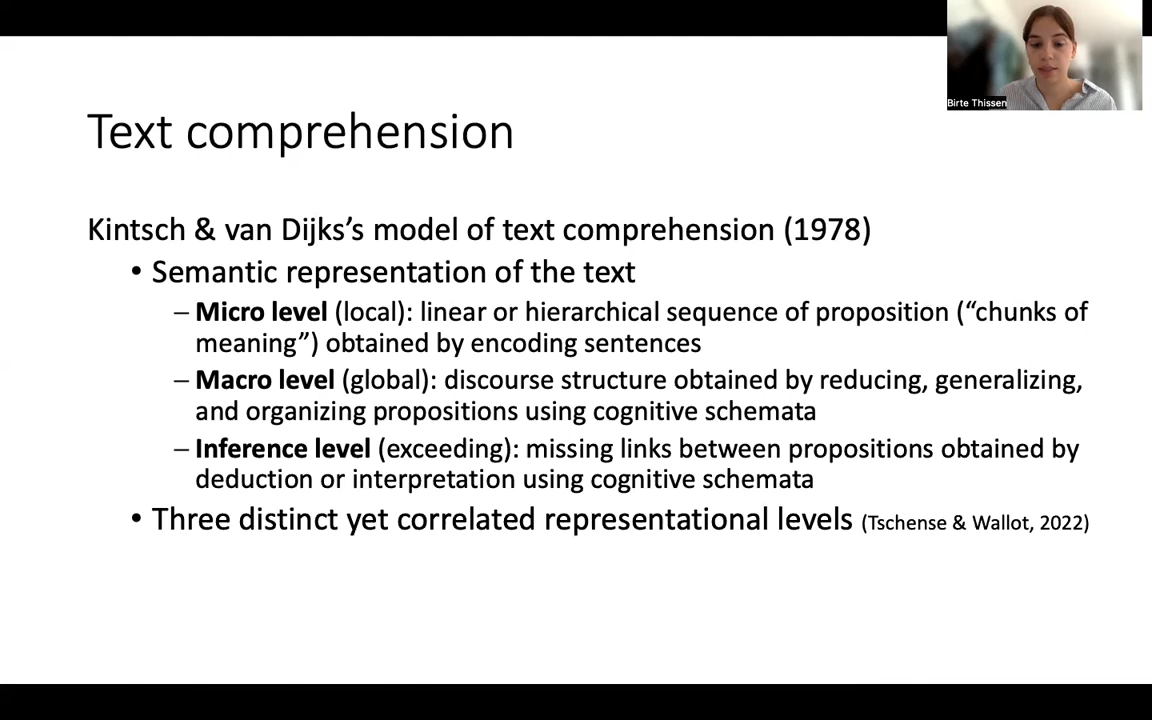 Birte Thissen
Text comprehension
Kintsch & van Dijks’s model of text comprehension (1978)
• Semantic representation of the text
– Micro level (local): linear or hierarchical sequence of proposition (“chunks of
meaning”) obtained by encoding sentences
– Macro level (global): discourse structure obtained by reducing, generalizing,
and organizing propositions using cognitive schemata
– Inference level (exceeding): missing links between propositions obtained by
deduction or interpretation using cognitive schemata
• Three distinct yet correlated representational levels (Tschense & Wallot, 2022)